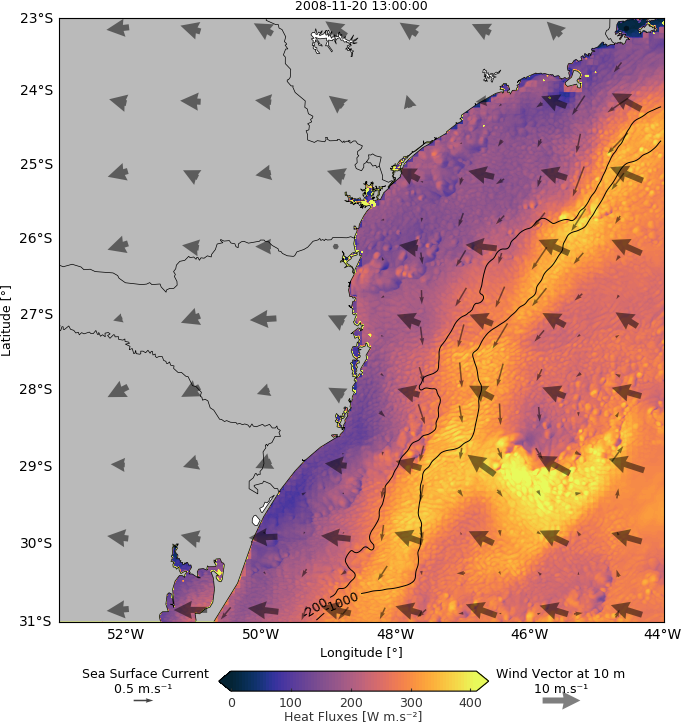 2008-11-20 13:00:00
23°S
24°S
25°S
26°S
27°S
28°S
29°S
30°S
31°S
Latitude [°]
-200
-1000
52°W 50°W 48°W 46°W 44°W
Longitude [°]
Sea Surface Current
0.5 m.s⁻¹
Wind Vector at 10 m
10 m.s⁻¹
0 100 200 300 400
Heat Fluxes [W m.s⁻²]